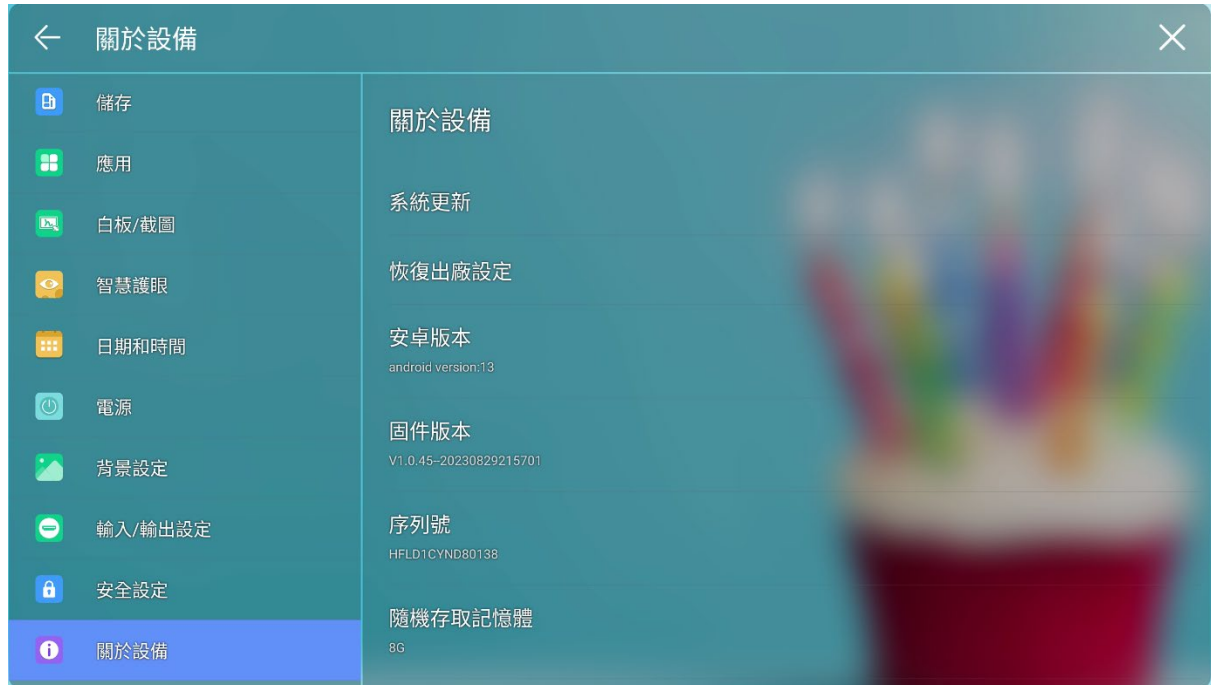 關於設備
儲存
應用
白板/截圖
智慧護眼
日期和時間
電源
背景設定
輸入/輸出設定
安全設定
關於設備
關於設備
系統更新
恢復出廠設定
安卓版本
android version:13
固件版本
V1.0.45-20230829215701
序列號
HFLD1CYND80138
隨機存取記憶體
8G